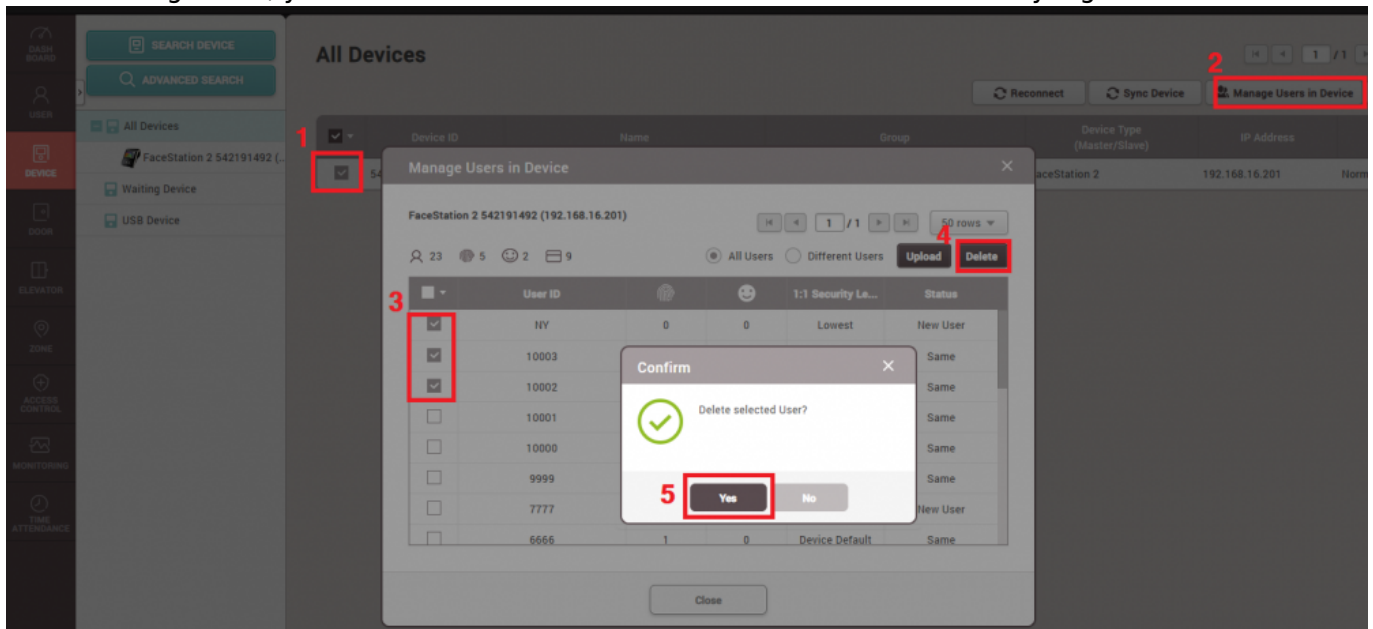 DASH
BOARD
USER
DEVICE
DOOR
ELEVATOR
ZONE
ACCESS
CONTROL
MONITORING
TIME
ATTENDANCE
SEARCH DEVICE
ADVANCED SEARCH
All Devices
FaceStation 2 542191492 (..
Waiting Device
USB Device
All Devices
1 / 1
2
Reconnect Sync Device Manage Users in Device
1
Device ID Name Group Device Type
(Master/Slave) IP Address
54 aceStation 2 192.168.16.201 Norm
Manage Users in Device
FaceStation 2 542191492 (192.168.16.201) 1 / 1 50 rows
4
23 5 2 9 All Users Different Users Upload Delete
3
User ID 1:1 Security Le... Status
NY 0 0 Lowest New User
10003 Same
10002 Same
10001 Same
10000 Same
9999 Same
7777 New User
6666 1 0 Device Default Same
Confirm
Delete selected User?
5
Yes No
Close